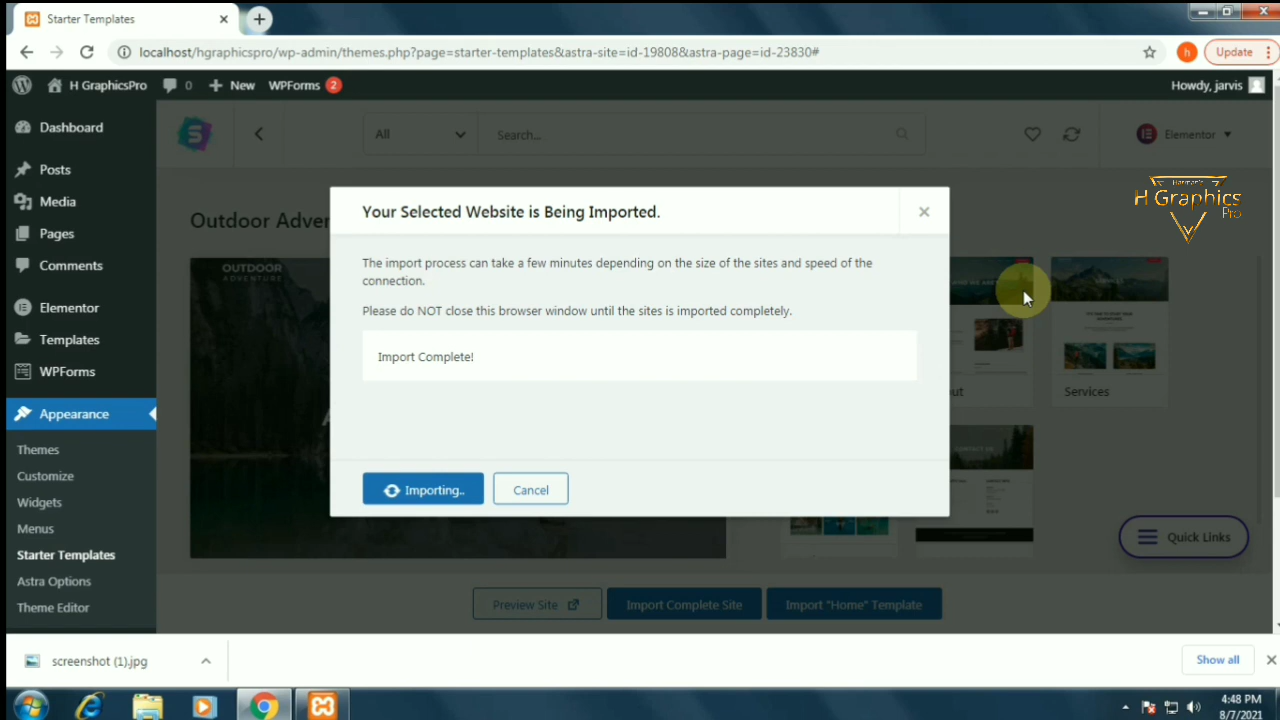 Starter Templates
localhost/hgraphicspro/wp-admin/themes.php?page=starter-templates&astra-site=id-19808&astra-page=id-23830#
h
Update
H GraphicsPro
0
New
WPForms 2
Howdy, jarvis
Dashboard
Posts
Media
Pages
Comments
Elementor
Templates
WPForms
Appearance
Themes
Customize
Widgets
Menus
Starter Templates
Astra Options
Theme Editor
All
Search...
Elementor
Harman's
H Graphics
Pro
Outdoor Adver
OUTDOOR
ADVENTURE
Your Selected Website is Being Imported.
The import process can take a few minutes depending on the size of the sites and speed of the
connection.
Please do NOT close this browser window until the sites is imported completely.
Import Complete!
Importing..
Cancel
out
Services
CONTACT US
Quick Links
Preview Site
Import Complete Site
Import "Home" Template
screenshot (1).jpg
Show all
4:48 PM
8/7/2021